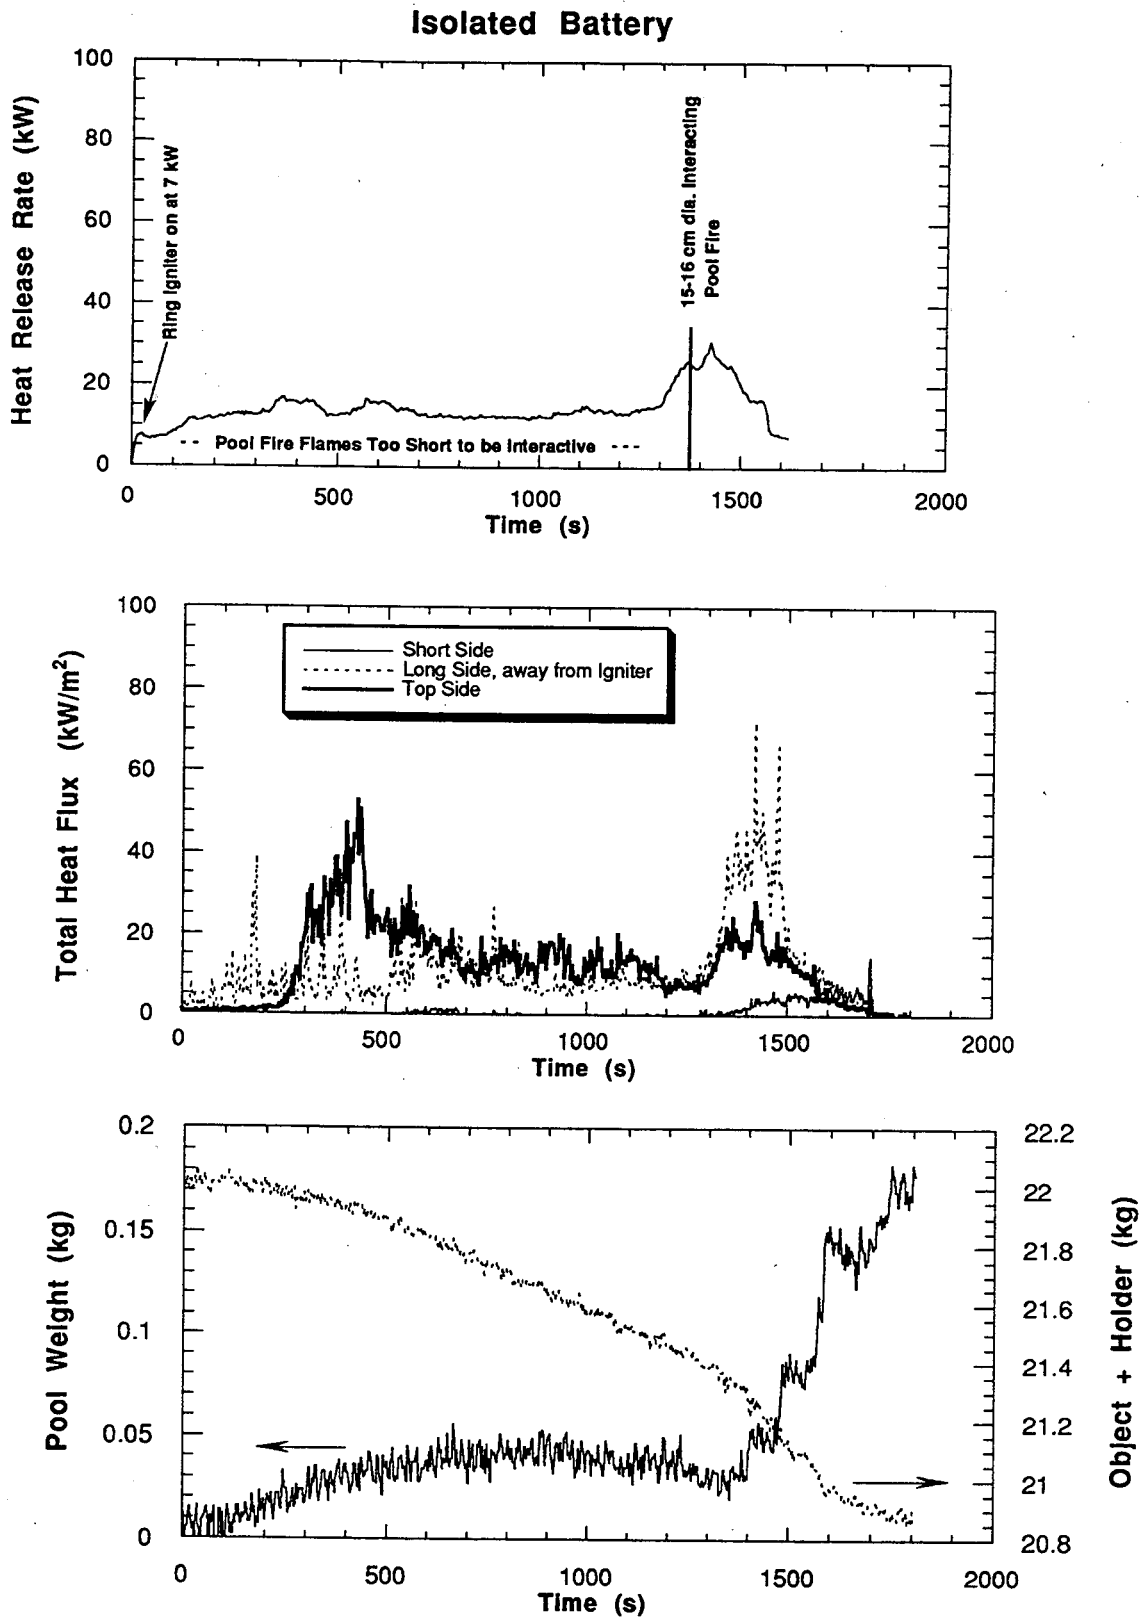 Isolated Battery
100
80
60
40
20
0
Heat Release Rate (kW)
Ring Igniter on at 7 kW
15-16 cm dia. Interacting
Pool Fire
-- Pool Fire Flames Too Short to be Interactive ---
0 500 1000 1500 2000
Time (s)
100
80
60
40
20
0
Total Heat Flux (kW/m²)
Short Side
Long Side, away from Igniter
Top Side
0 500 1000 1500 2000
Time (s)
0.2
0.15
0.1
0.05
0
Pool Weight (kg)
22.2
22
21.8
21.6
21.4
21.2
21
20.8
Object + Holder (kg)
0 500 1000 1500 2000
Time (s)